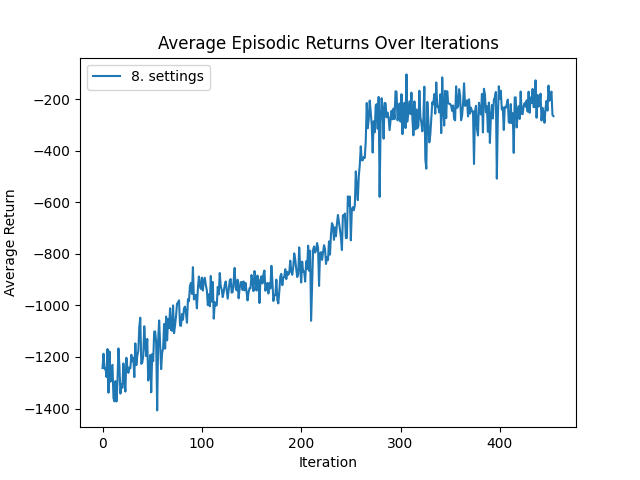 Average Episodic Returns Over Iterations
8. settings
Average Return
−200
−400
−600
−800
−1000
−1200
−1400
0 100 200 300 400
Iteration